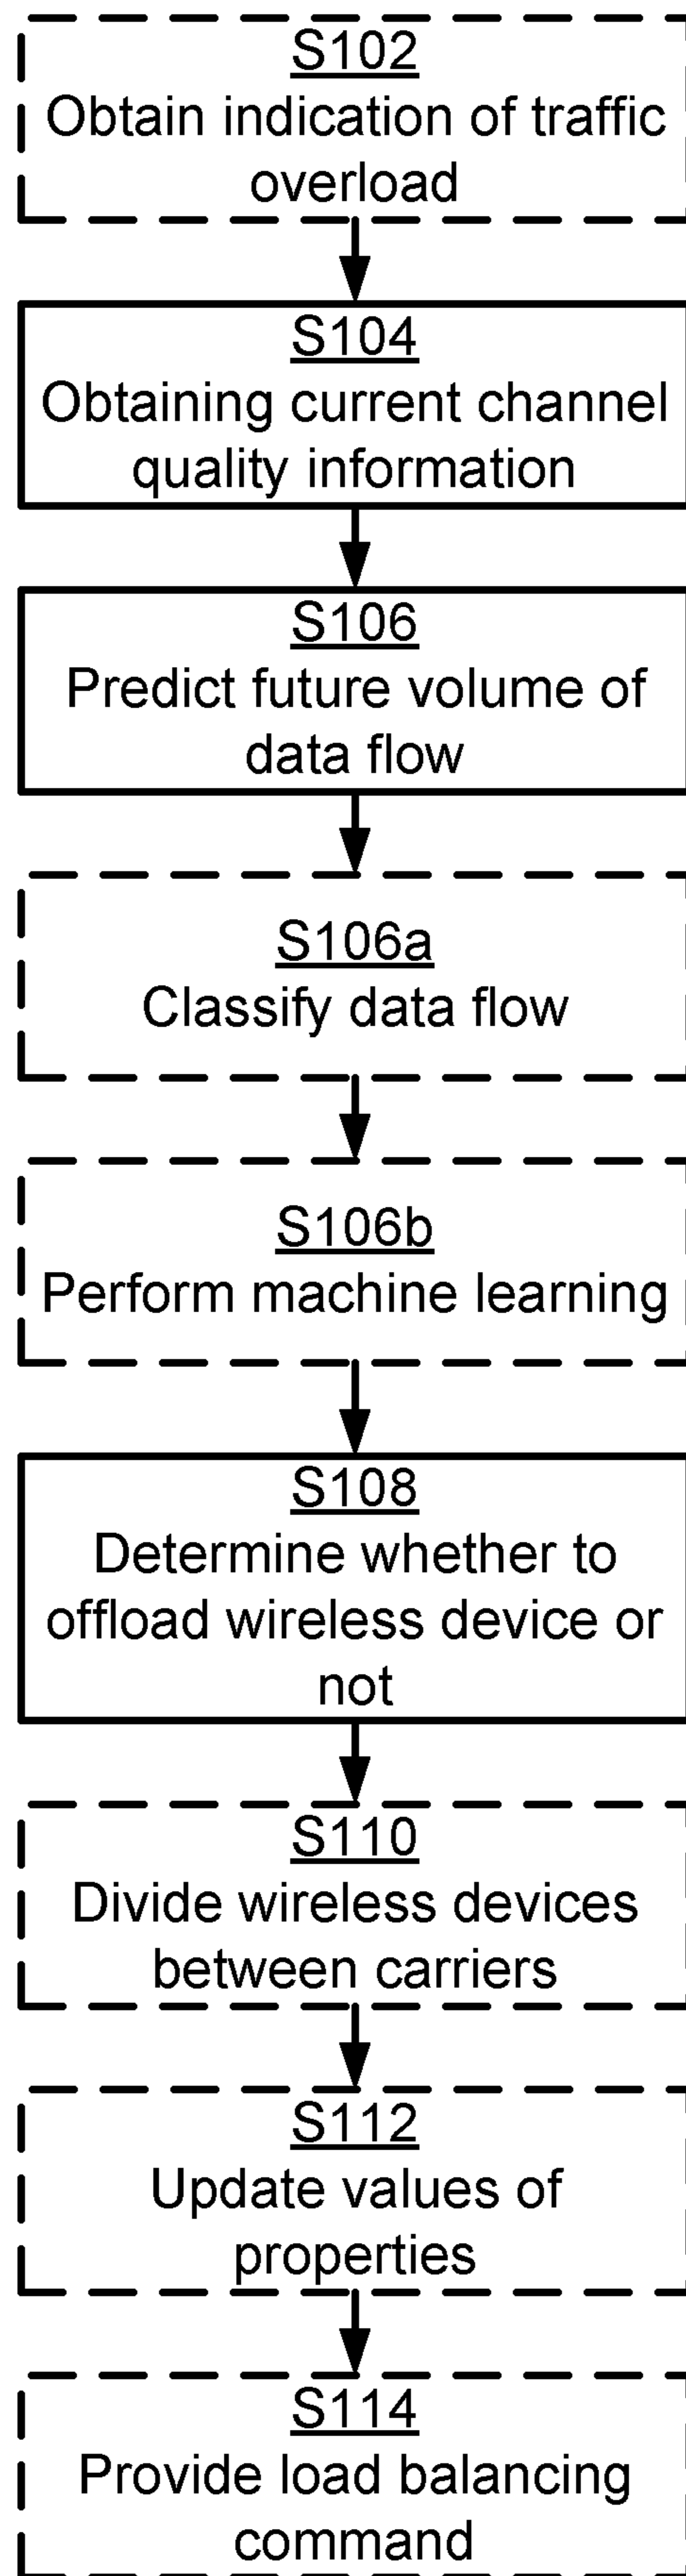 S102
Obtain indication of traffic
overload
S104
Obtaining current channel
quality information
S106
Predict future volume of
data flow
S106a
Classify data flow
S106b
Perform machine learning
S108
Determine whether to
offload wireless device or
not
S110
Divide wireless devices
between carriers
S112
Update values of
properties
S114
Provide load balancing
command